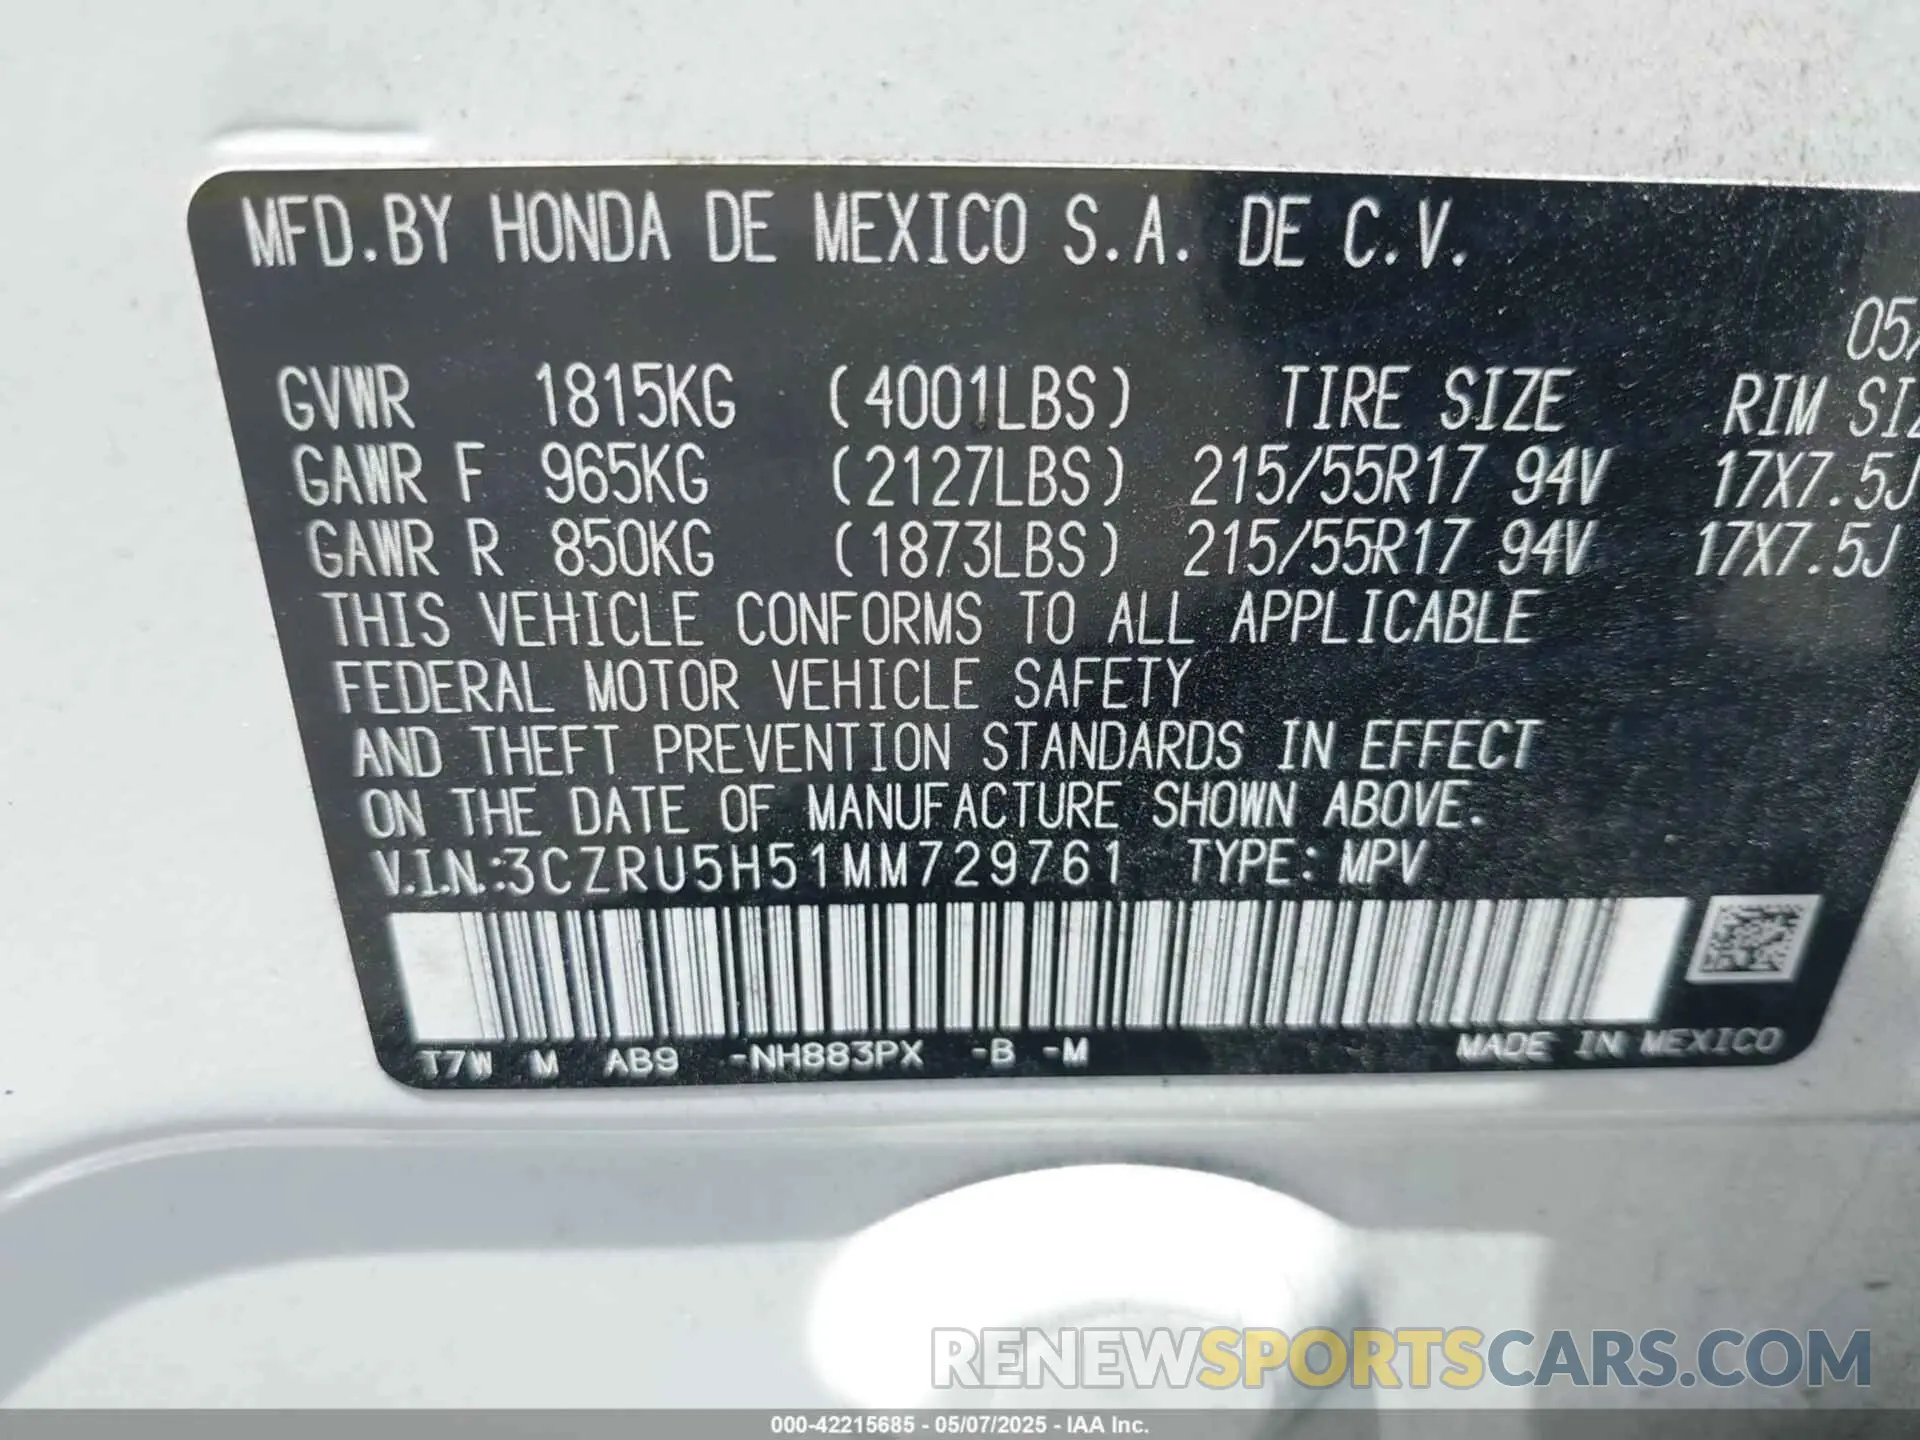 MFD.BY HONDA DE MEXICO S.A. DE C.V.
05/
GVWR 1815KG (4001LBS) TIRE SIZE RIM SIZ
GAWR F 965KG (2127LBS) 215/55R17 94V 17X7.5J
GAWR R 850KG (1873LBS) 215/55R17 94V 17X7.5J
THIS VEHICLE CONFORMS TO ALL APPLICABLE
FEDERAL MOTOR VEHICLE SAFETY
AND THEFT PREVENTION STANDARDS IN EFFECT
ON THE DATE OF MANUFACTURE SHOWN ABOVE.
V.I.N.:3CZRU5H51MM729761 TYPE: MPV
T7W M AB9 -NH883PX -B -M MADE IN MEXICO
RENEWSPORTSCARS.COM
000-42215685 - 05/07/2025 - IAA Inc.